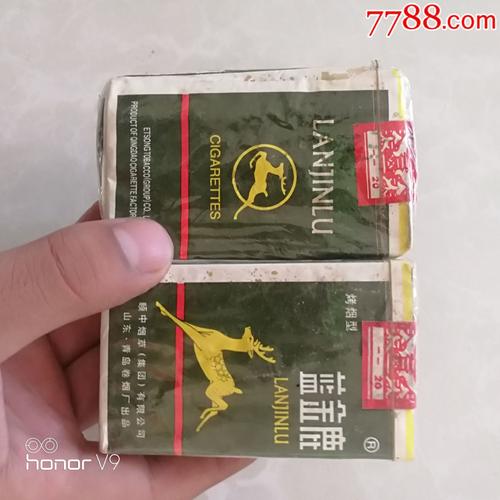 7788.com
LANJINLU
CIGARETTES
ETSONG TOBACCO(GROUP)CO.,L
PRODUCT OF QINGDAO CIGARETTE FACTOR
20
烤烟型
蓝金鹿
LANJINLU
®
颐中烟草(集团)有限公司
山东·青岛卷烟厂出品
20
honor V9